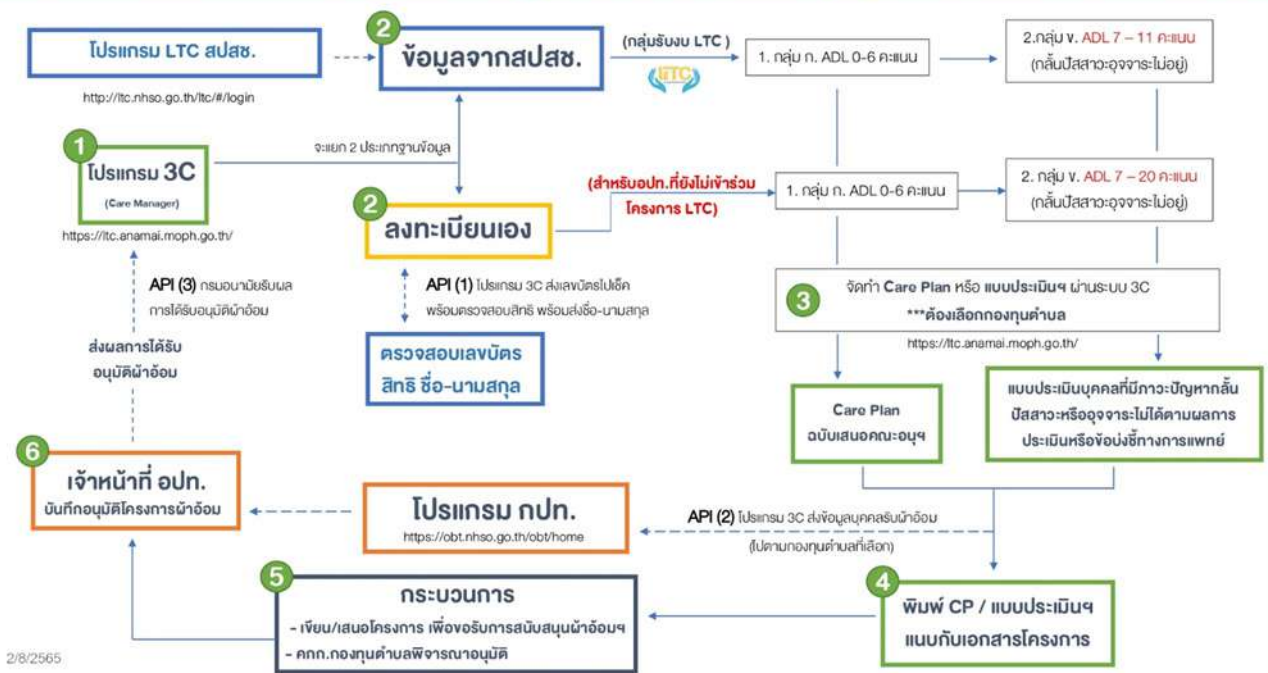 โปรแกรม LTC สปสช.
http://ltc.nhso.go.th/ltc/#/login
2
ข้อมูลจากสปสช.
(กลุ่มรับงบ LTC )
LTC
1. กลุ่ม ก. ADL 0-6 คะแนน
2.กลุ่ม ข. ADL 7 – 11 คะแนน
(กลั้นปัสสาวะอุจจาระไม่อยู่)
จะแยก 2 ประเภทฐานข้อมูล
1
โปรแกรม 3C
(Care Manager)
https://ltc.anamai.moph.go.th/
2
ลงทะเบียนเอง
(สำหรับอปท.ที่ยังไม่เข้าร่วม
โครงการ LTC)
1. กลุ่ม ก. ADL 0-6 คะแนน
2. กลุ่ม ข. ADL 7 – 20 คะแนน
(กลั้นปัสสาวะอุจจาระไม่อยู่)
API (3) กรมอนามัยรับผล
การได้รับอนุมัติผ้าอ้อม
API (1) โปรแกรม 3C ส่งเลขบัตรไปเช็ค
พร้อมตรวจสอบสิทธิ พร้อมส่งชื่อ-นามสกุล
3
จัดทำ Care Plan หรือ แบบประเมินฯ ผ่านระบบ 3C
***ต้องเลือกกองทุนตำบล
https://ltc.anamai.moph.go.th/
ส่งผลการได้รับ
อนุมัติผ้าอ้อม
ตรวจสอบเลขบัตร
สิทธิ ชื่อ-นามสกุล
Care Plan
ฉบับเสนอคณะอนุฯ
แบบประเมินบุคคลที่มีภาวะปัญหากลั้น
ปัสสาวะหรืออุจจาระไม่ได้ตามผลการ
ประเมินหรือข้อบ่งชี้ทางการแพทย์
6
เจ้าหน้าที่ อปท.
บันทึกอนุมัติโครงการผ้าอ้อม
โปรแกรม กปท.
https://obt.nhso.go.th/obt/home
API (2) โปรแกรม 3C ส่งข้อมูลบุคคลรับผ้าอ้อม
(ไปตามกองทุนตำบลที่เลือก)
5
กระบวนการ
- เขียน/เสนอโครงการ เพื่อขอรับการสนับสนุนผ้าอ้อมฯ
- คกก.กองทุนตำบลพิจารณาอนุมัติ
4
พิมพ์ CP / แบบประเมินฯ
แนบกับเอกสารโครงการ
2/8/2565